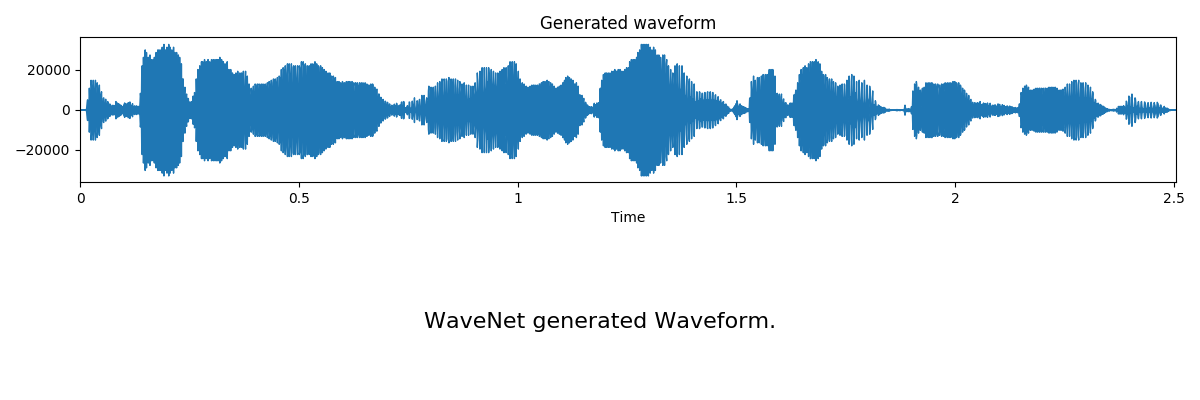 Generated waveform
20000
0
−20000
0 0.5 1 1.5 2 2.5
Time
WaveNet generated Waveform.